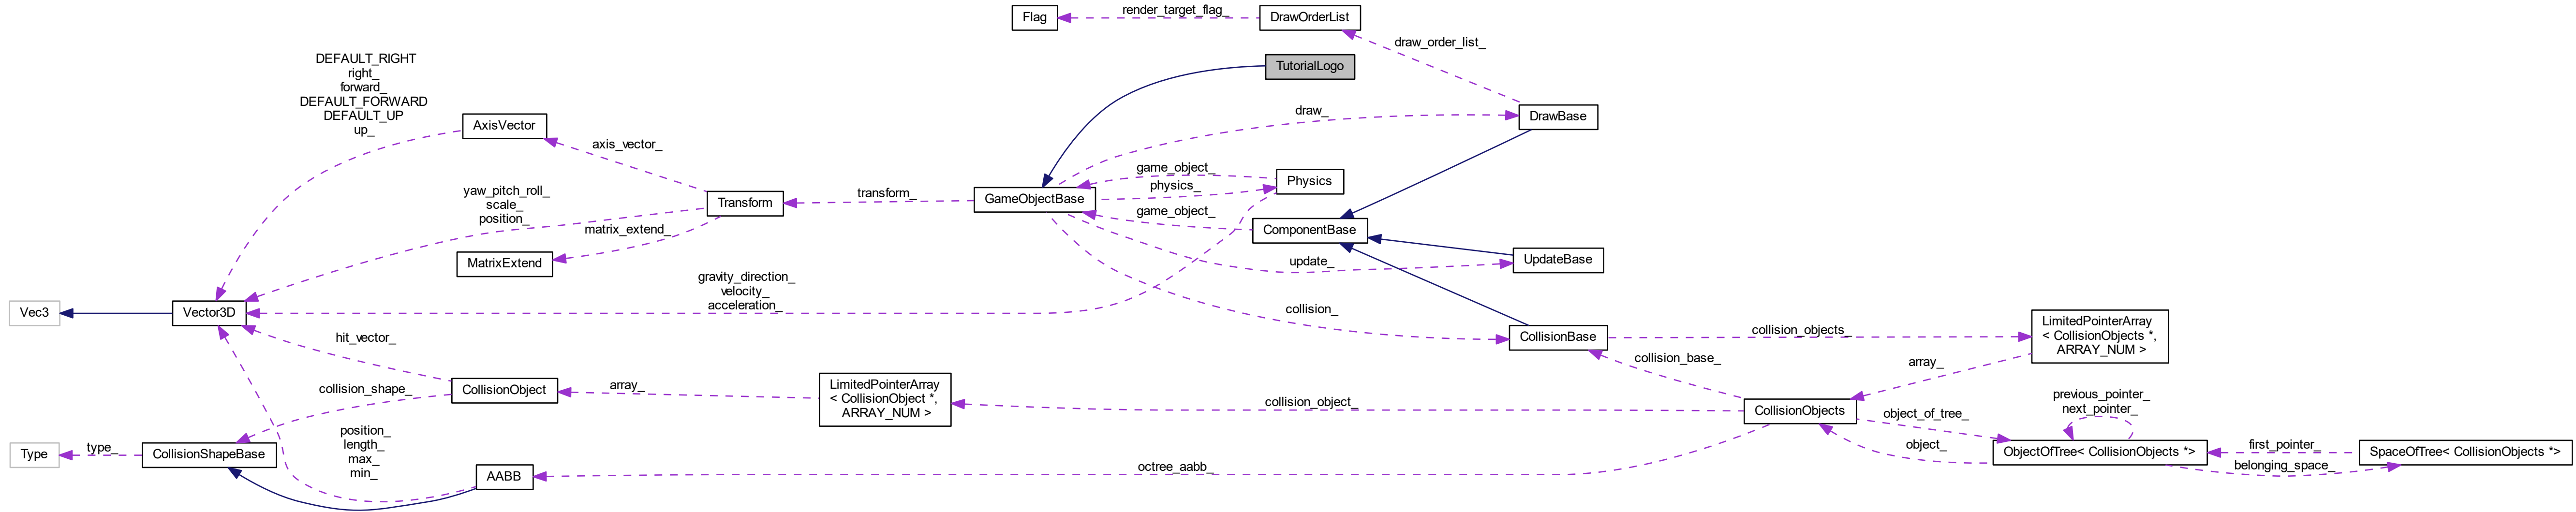 Flag
render_target_flag_
DrawOrderList
draw_order_list_
TutorialLogo
DEFAULT_RIGHT
right_
forward_
DEFAULT_FORWARD
DEFAULT_UP
up_
AxisVector
axis_vector_
draw_
DrawBase
yaw_pitch_roll_
scale_
position_
Transform
transform_
GameObjectBase
game_object_
physics_
Physics
game_object_
ComponentBase
matrix_extend_
MatrixExtend
update_
UpdateBase
gravity_direction_
velocity_
acceleration_
Vec3
Vector3D
collision_
CollisionBase
collision_objects_
LimitedPointerArray
< CollisionObjects *,
ARRAY_NUM >
hit_vector_
collision_base_
array_
collision_shape_
CollisionObject
array_
LimitedPointerArray
< CollisionObject *,
ARRAY_NUM >
collision_object_
CollisionObjects
object_of_tree_
previous_pointer_
next_pointer_
Type
type_
CollisionShapeBase
position_
length_
max_
min_
AABB
octree_aabb_
object_
ObjectOfTree< CollisionObjects *>
first_pointer_
belonging_space_
SpaceOfTree< CollisionObjects *>